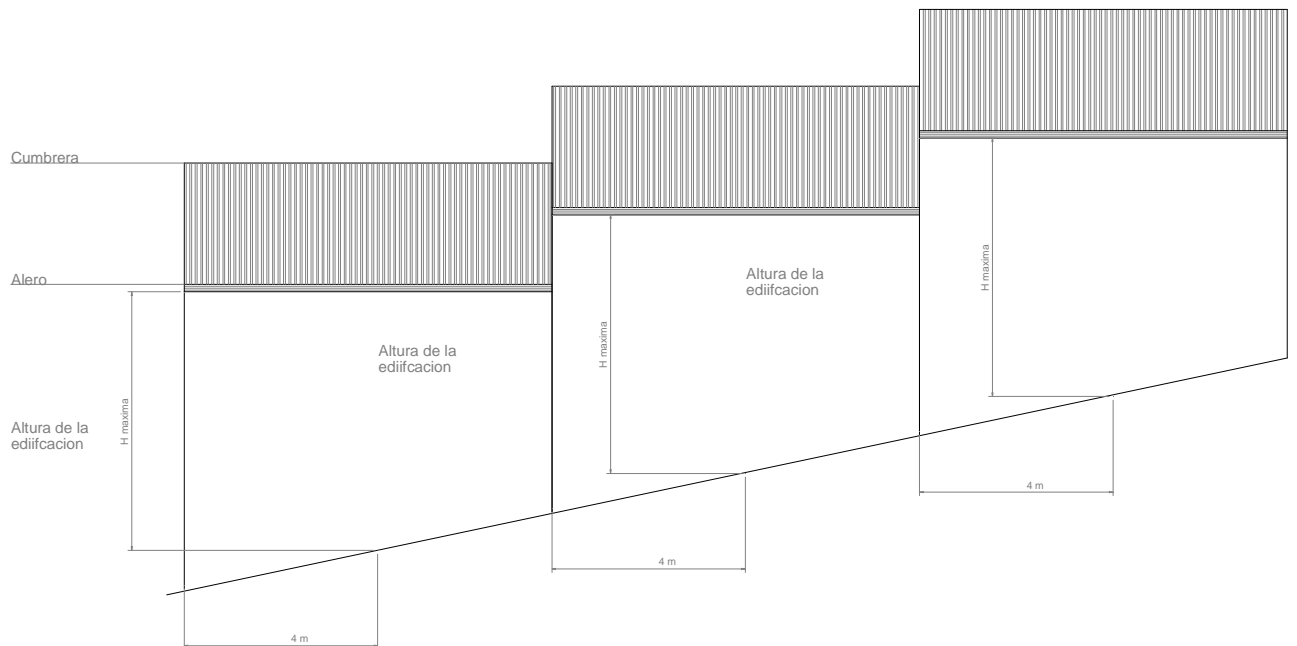 Cumbrera
Alero
Altura de la
ediifcacion
H maxima
4 m
Altura de la
ediifcacion
H maxima
4 m
Altura de la
ediifcacion
H maxima
4 m